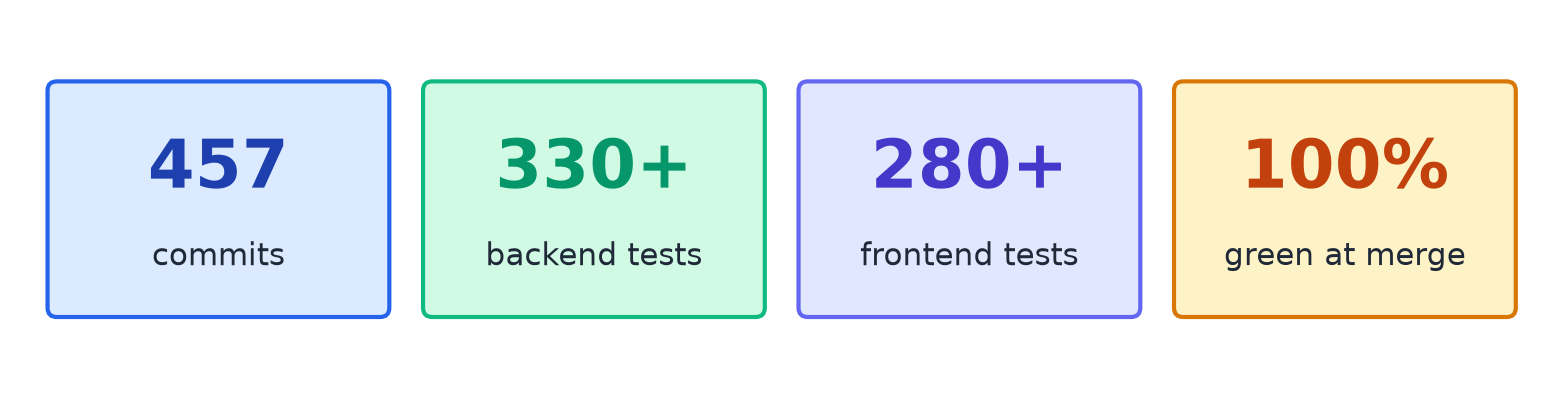 457
commits
330+
backend tests
280+
frontend tests
100%
green at merge